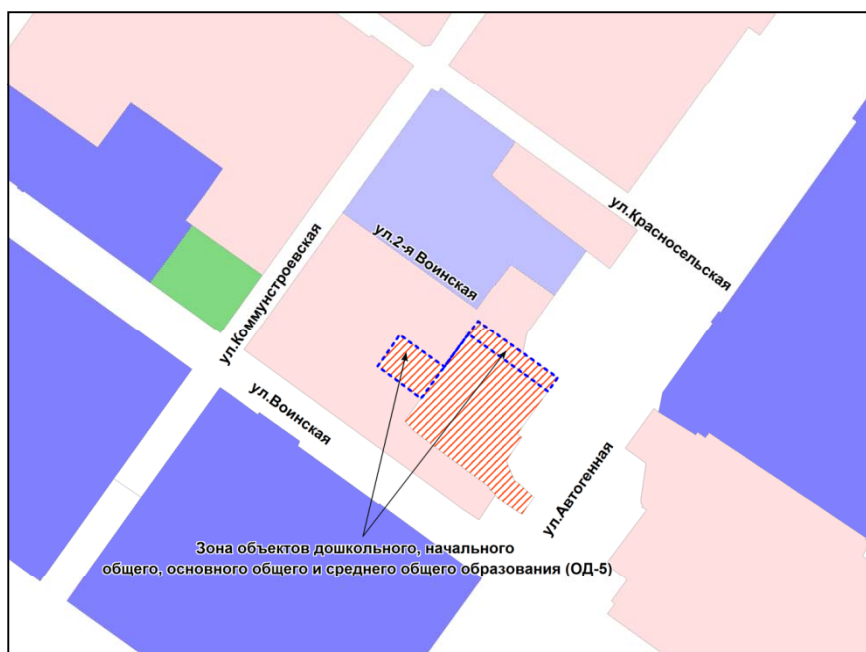 ул.Красносельская
ул.2-я Воинская
ул.Коммунстроевская
ул.Воинская
ул.Автогенная
Зона объектов дошкольного, начального
общего, основного общего и среднего общего образования (ОД-5)